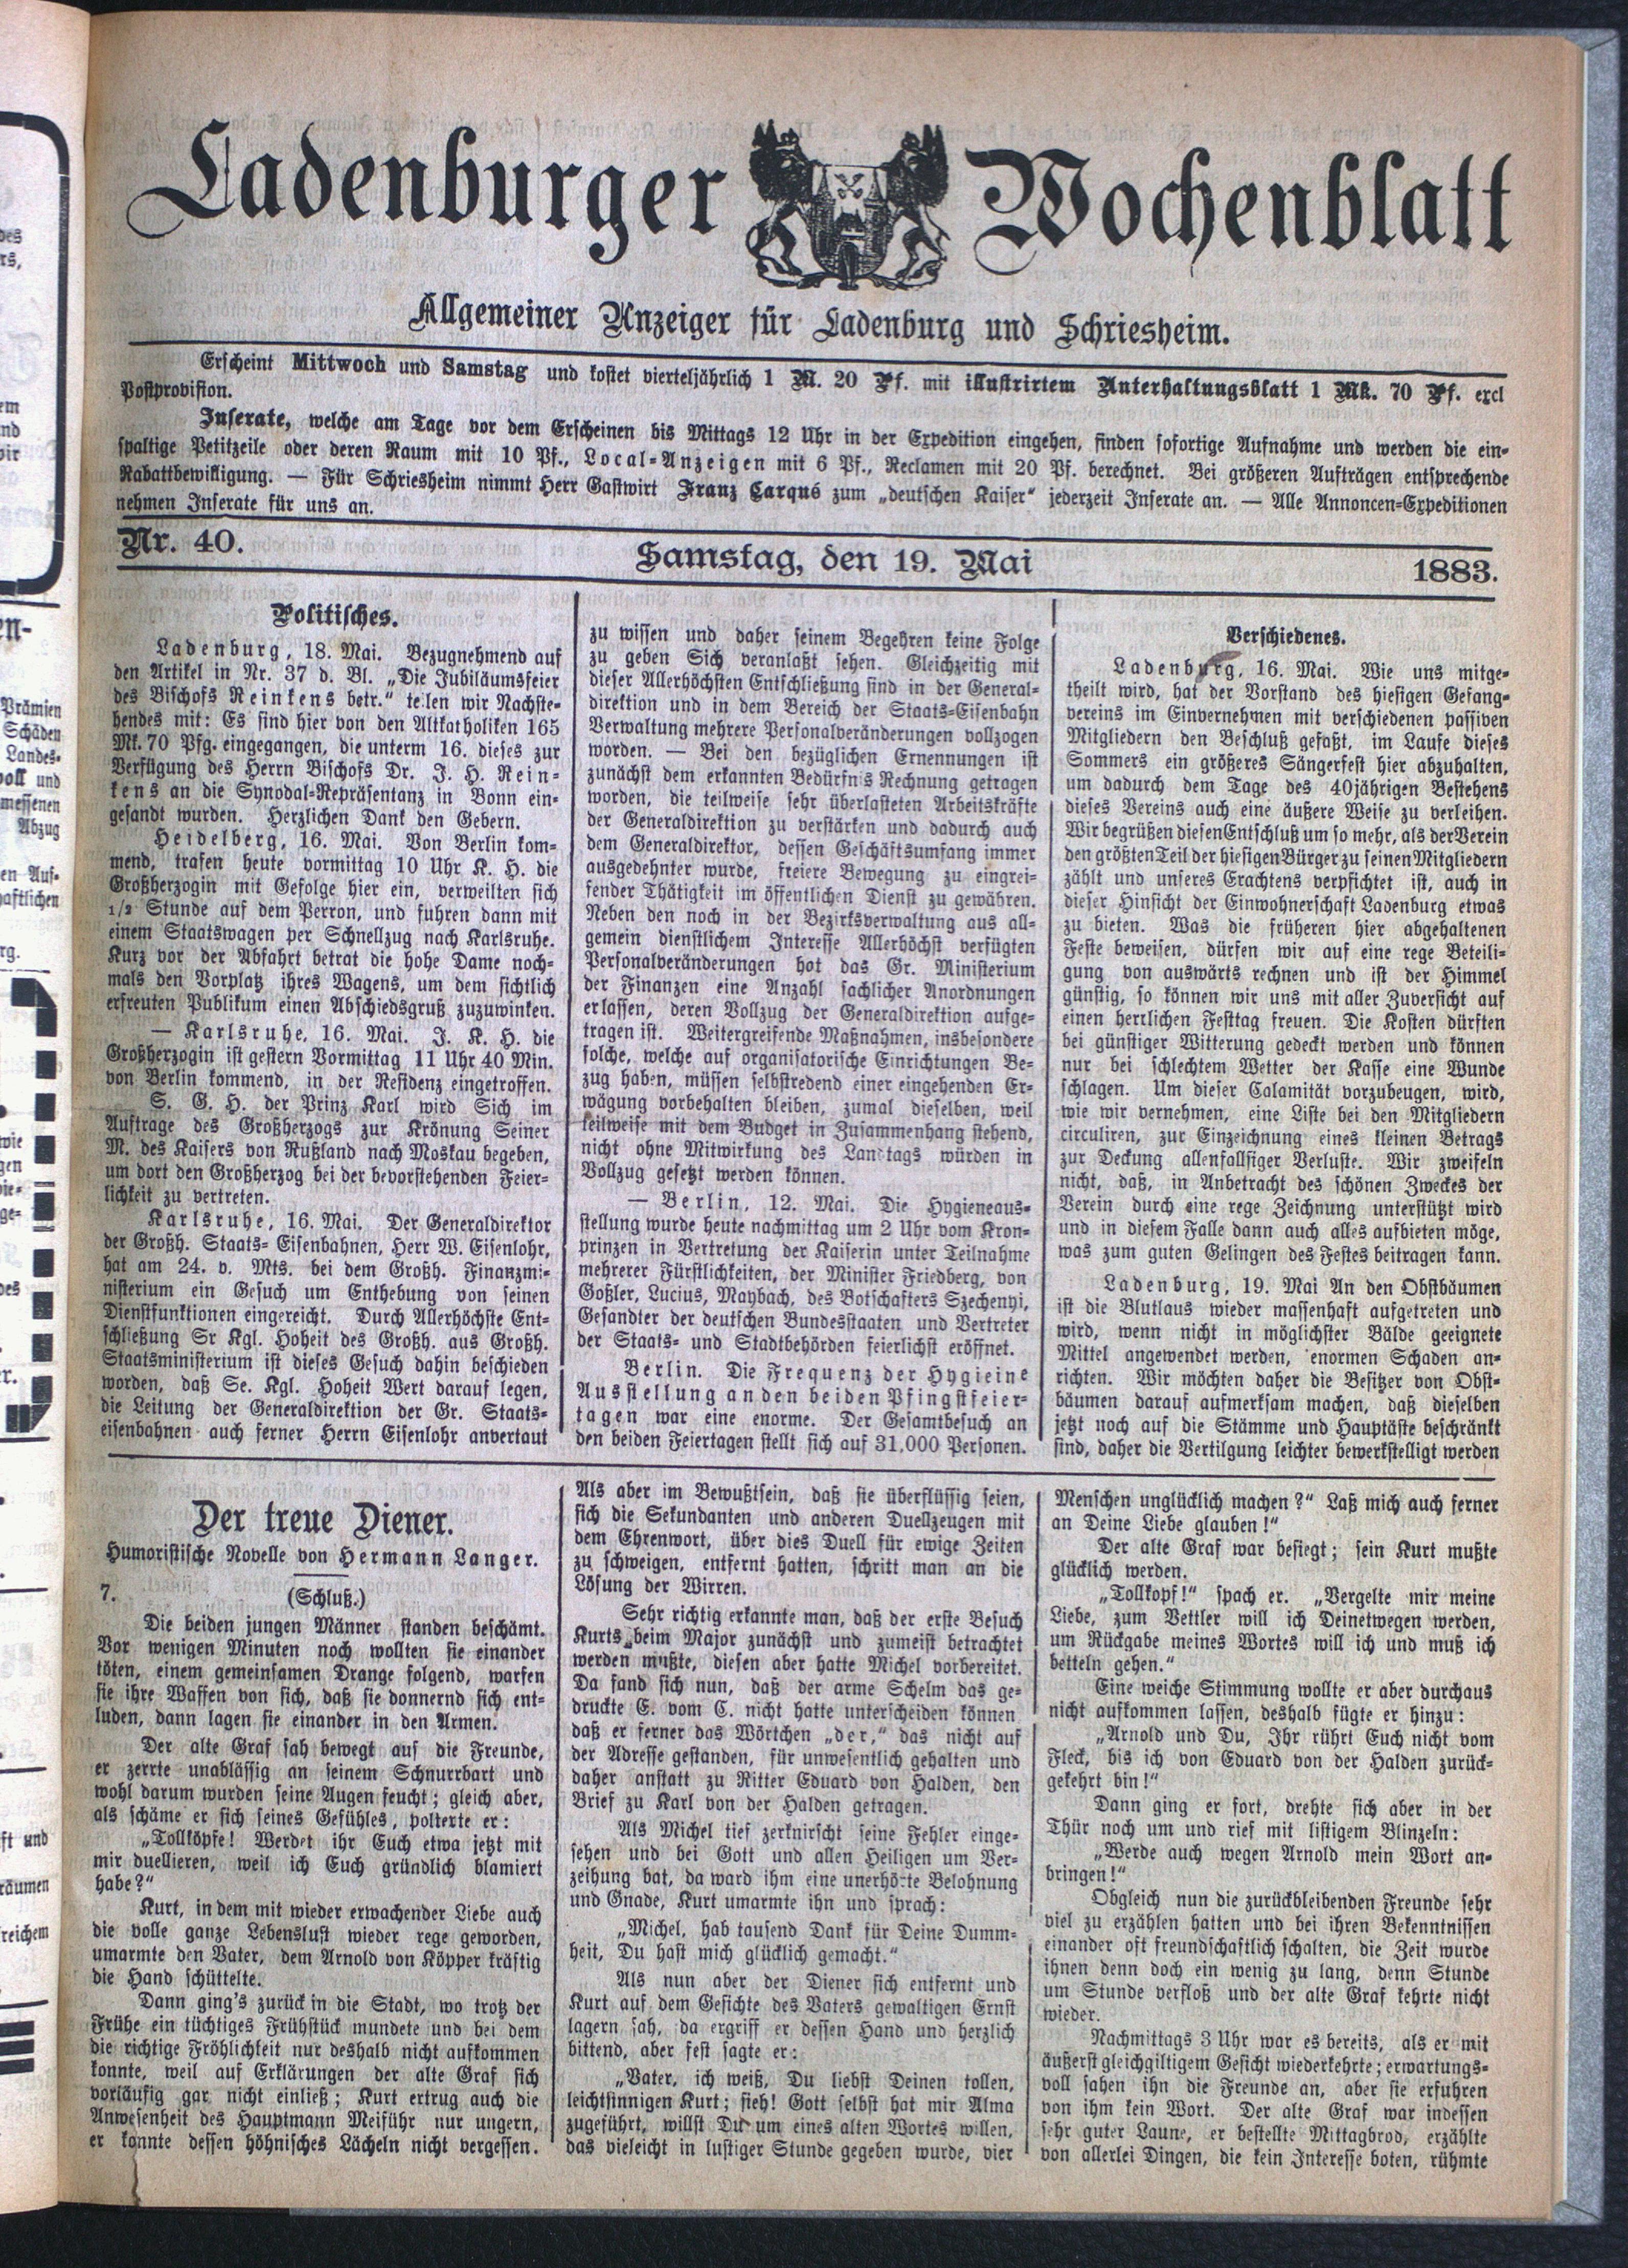 Ladenburger Wochenblatt
Allgemeiner Anzeiger für Ladenburg und Schriesheim.
Erscheint Mittwoch und Samstag und kostet vierteljährlich 1 M. 20 Pf. mit illustrirtem Unterhaltungsblatt 1 Mk. 70 Pf. excl
Postprovision.
Inserate, welche am Tage vor dem Erscheinen bis Mittags 12 Uhr in der Expedition eingehen, finden sofortige Aufnahme und werden die ein-
spaltige Petitzeile oder deren Raum mit 10 Pf., Local-Anzeigen mit 6 Pf., Reclamen mit 20 Pf. berechnet. Bei größeren Aufträgen entsprechende
Rabattbewilligung. — Für Schriesheim nimmt Herr Gastwirt Franz Carqué zum „deutschen Kaiser" jederzeit Inserate an. — Alle Annoncen-Expeditionen
nehmen Inserate für uns an.
Nr. 40.
Samstag, den 19. Mai
1883.
Politisches.
Ladenburg, 18. Mai. Bezugnehmend auf
den Artikel in Nr. 37 d. Bl. „Die Jubiläumsfeier
des Bischofs Reinkens betr." teilen wir Nachste-
hendes mit: Es sind hier von den Altkatholiken 165
Mk. 70 Pfg. eingegangen, die unterm 16. dieses zur
Verfügung des Herrn Bischofs Dr. J. H. Rein-
kens an die Synodal-Repräsentanz in Bonn ein-
gesandt wurden. Herzlichen Dank den Gebern.
Heidelberg, 16. Mai. Von Berlin kom-
mend, trafen heute vormittag 10 Uhr K. H. die
Großherzogin mit Gefolge hier ein, verweilten sich
1/2 Stunde auf dem Perron, und fuhren dann mit
einem Staatswagen per Schnellzug nach Karlsruhe.
Kurz vor der Abfahrt betrat die hohe Dame noch-
mals den Vorplatz ihres Wagens, um dem sichtlich
erfreuten Publikum einen Abschiedsgruß zuzuwinken.
— Karlsruhe, 16. Mai. J. K. H. die
Großherzogin ist gestern Vormittag 11 Uhr 40 Min.
von Berlin kommend, in der Residenz eingetroffen.
S. G. H. der Prinz Karl wird Sich im
Auftrage des Großherzogs zur Krönung Seiner
M. des Kaisers von Rußland nach Moskau begeben,
um dort den Großherzog bei der bevorstehenden Feier-
lichkeit zu vertreten.
Karlsruhe, 16. Mai. Der Generaldirektor
der Großh. Staats- Eisenbahnen, Herr W. Eisenlohr,
hat am 24. v. Mts. bei dem Großh. Finanzmi-
nisterium ein Gesuch um Enthebung von seinen
Dienstfunktionen eingereicht. Durch Allerhöchste Ent-
schließung Sr Kgl. Hoheit des Großh. aus Großh.
Staatsministerium ist dieses Gesuch dahin beschieden
worden, daß Se. Kgl. Hoheit Wert darauf legen,
die Leitung der Generaldirektion der Gr. Staats-
eisenbahnen auch ferner Herrn Eisenlohr anvertaut
zu wissen und daher seinem Begehren keine Folge
zu geben Sich veranlaßt sehen. Gleichzeitig mit
dieser Allerhöchsten Entschließung sind in der General-
direktion und in dem Bereich der Staats-Eisenbahn
Verwaltung mehrere Personalveränderungen vollzogen
worden. — Bei den bezüglichen Ernennungen ist
zunächst dem erkannten Bedürfnis Rechnung getragen
worden, die teilweise sehr überlasteten Arbeitskräfte
der Generaldirektion zu verstärken und dadurch auch
dem Generaldirektor, dessen Geschäftsumfang immer
ausgedehnter wurde, freiere Bewegung zu eingrei-
fender Thätigkeit im öffentlichen Dienst zu gewähren.
Neben den noch in der Bezirksverwaltung aus all-
gemein dienstlichem Interesse Allerhöchst verfügten
Personalveränderungen hot das Gr. Ministerium
der Finanzen eine Anzahl sachlicher Anordnungen
erlassen, deren Vollzug der Generaldirektion aufge-
tragen ist. Weitergreifende Maßnahmen, insbesondere
solche, welche auf organisatorische Einrichtungen Be-
zug haben, müssen selbstredend einer eingehenden Er-
wägung vorbehalten bleiben, zumal dieselben, weil
teilweise mit dem Budget in Zusammenhang stehend,
nicht ohne Mitwirkung des Landtags würden in
Vollzug gesetzt werden können.
— Berlin, 12. Mai. Die Hygieneaus-
stellung wurde heute nachmittag um 2 Uhr vom Kron-
prinzen in Vertretung der Kaiserin unter Teilnahme
mehrerer Fürstlichkeiten, der Minister Friedberg, von
Goßler, Lucius, Maybach, des Botschafters Szechenyi,
Gesandter der deutschen Bundesstaaten und Vertreter
der Staats- und Stadtbehörden feierlichst eröffnet.
Berlin. Die Frequenz der Hygieine
Ausstellung an den beiden Pfingstfeier-
tagen war eine enorme. Der Gesamtbesuch an
den beiden Feiertagen stellt sich auf 31,000 Personen.
Verschiedenes.
Ladenburg, 16. Mai. Wie uns mitge-
theilt wird, hat der Vorstand des hiesigen Gesang-
vereins im Einvernehmen mit verschiedenen passiven
Mitgliedern den Beschluß gefaßt, im Laufe dieses
Sommers ein größeres Sängerfest hier abzuhalten,
um dadurch dem Tage des 40jährigen Bestehens
dieses Vereins auch eine äußere Weise zu verleihen.
Wir begrüßen diesen Entschluß um so mehr, als der Verein
den größten Teil der hiesigen Bürger zu seinen Mitgliedern
zählt und unseres Erachtens verpfichtet ist, auch in
dieser Hinsicht der Einwohnerschaft Ladenburg etwas
zu bieten. Was die früheren hier abgehaltenen
Feste beweisen, dürfen wir auf eine rege Beteili-
gung von auswärts rechnen und ist der Himmel
günstig, so können wir uns mit aller Zuversicht auf
einen herrlichen Festtag freuen. Die Kosten dürften
bei günstiger Witterung gedeckt werden und können
nur bei schlechtem Wetter der Kasse eine Wunde
schlagen. Um dieser Calamität vorzubeugen, wird,
wie wir vernehmen, eine Liste bei den Mitgliedern
circuliren, zur Einzeichnung eines kleinen Betrags
zur Deckung allenfallsiger Verluste. Wir zweifeln
nicht, daß, in Anbetracht des schönen Zweckes der
Verein durch eine rege Zeichnung unterstützt wird
und in diesem Falle dann auch alles aufbieten möge,
was zum guten Gelingen des Festes beitragen kann.
Ladenburg, 19. Mai An den Obstbäumen
ist die Blutlaus wieder massenhaft aufgetreten und
wird, wenn nicht in möglichster Bälde geeignete
Mittel angewendet werden, enormen Schaden an-
richten. Wir möchten daher die Besitzer von Obst-
bäumen darauf aufmerksam machen, daß dieselben
jetzt noch auf die Stämme und Hauptäste beschränkt
sind, daher die Vertilgung leichter bewerkstelligt werden
Der treue Diener.
Humoristische Novelle von Hermann Langer.
7. (Schluß.)
Die beiden jungen Männer standen beschämt.
Vor wenigen Minuten noch wollten sie einander
töten, einem gemeinsamen Drange folgend, warfen
sie ihre Waffen von sich, daß sie donnernd sich ent-
luden, dann lagen sie einander in den Armen.
Der alte Graf sah bewegt auf die Freunde,
er zerrte unablässig an seinem Schnurrbart und
wohl darum wurden seine Augen feucht; gleich aber,
als schäme er sich seines Gefühles, polterte er:
„Tollköpfe! Werdet ihr Euch etwa jetzt mit
mir duellieren, weil ich Euch gründlich blamiert
habe?"
Kurt, in dem mit wieder erwachender Liebe auch
die volle ganze Lebenslust wieder rege geworden,
umarmte den Vater, dem Arnold von Köpper kräftig
die Hand schüttelte.
Dann ging's zurück in die Stadt, wo trotz der
Frühe ein tüchtiges Frühstück mundete und bei dem
die richtige Fröhlichkeit nur deshalb nicht aufkommen
konnte, weil auf Erklärungen der alte Graf sich
vorläufig gar nicht einließ; Kurt ertrug auch die
Anwesenheit des Hauptmann Meiführ nur ungern,
er konnte dessen höhnisches Lächeln nicht vergessen.
Als aber im Bewußtsein, daß sie überflüssig seien,
sich die Sekundanten und anderen Duellzeugen mit
dem Ehrenwort, über dies Duell für ewige Zeiten
zu schweigen, entfernt hatten, schritt man an die
Lösung der Wirren.
Sehr richtig erkannte man, daß der erste Besuch
Kurts beim Major zunächst und zumeist betrachtet
werden mußte, diesen aber hatte Michel vorbereitet.
Da fand sich nun, daß der arme Schelm das ge-
druckte E. vom C. nicht hatte unterscheiden können
daß er ferner das Wörtchen „der," das nicht auf
der Adresse gestanden, für unwesentlich gehalten und
daher anstatt zu Ritter Eduard von Halden, den
Brief zu Karl von der Halden getragen.
Als Michel tief zerknirscht seine Fehler einge-
sehen und bei Gott und allen Heiligen um Ver-
zeihung bat, da ward ihm eine unerhörte Belohnung
und Gnade, Kurt umarmte ihn und sprach:
„Michel, hab tausend Dank für Deine Dumm-
heit, Du hast mich glücklich gemacht."
Als nun aber der Diener sich entfernt und
Kurt auf dem Gesichte des Vaters gewaltigen Ernst
lagern sah, da ergriff er dessen Hand und herzlich
bittend, aber fest sagte er:
„Vater, ich weiß, Du liebst Deinen tollen,
leichtsinnigen Kurt; sieh! Gott selbst hat mir Alma
zugeführt, willst Du um eines alten Wortes willen,
das vieleicht in lustiger Stunde gegeben wurde, vier
Menschen unglücklich machen?" Laß mich auch ferner
an Deine Liebe glauben!"
Der alte Graf war besiegt; sein Kurt mußte
glücklich werden.
„Tollkopf!" spach er. „Vergelte mir meine
Liebe, zum Bettler will ich Deinetwegen werden,
um Rückgabe meines Wortes will ich und muß ich
betteln gehen."
Eine weiche Stimmung wollte er aber durchaus
nicht aufkommen lassen, deshalb fügte er hinzu:
„Arnold und Du, Ihr rührt Euch nicht vom
Fleck, bis ich von Eduard von der Halden zurück-
gekehrt bin!"
Dann ging er fort, drehte sich aber in der
Thür noch um und rief mit listigem Blinzeln:
„Werde auch wegen Arnold mein Wort an-
bringen!"
Obgleich nun die zurückbleibenden Freunde sehr
viel zu erzählen hatten und bei ihren Bekenntnissen
einander oft freundschaftlich schalten, die Zeit wurde
ihnen denn doch ein wenig zu lang, denn Stunde
um Stunde verfloß und der alte Graf kehrte nicht
wieder.
Nachmittags 3 Uhr war es bereits, als er mit
äußerst gleichgiltigem Gesicht wiederkehrte; erwartungs-
voll sahen ihn die Freunde an, aber sie erfuhren
von ihm kein Wort. Der alte Graf war indessen
sehr guter Laune, er bestellte Mittagbrod, erzählte
von allerlei Dingen, die kein Interesse boten, rühmte